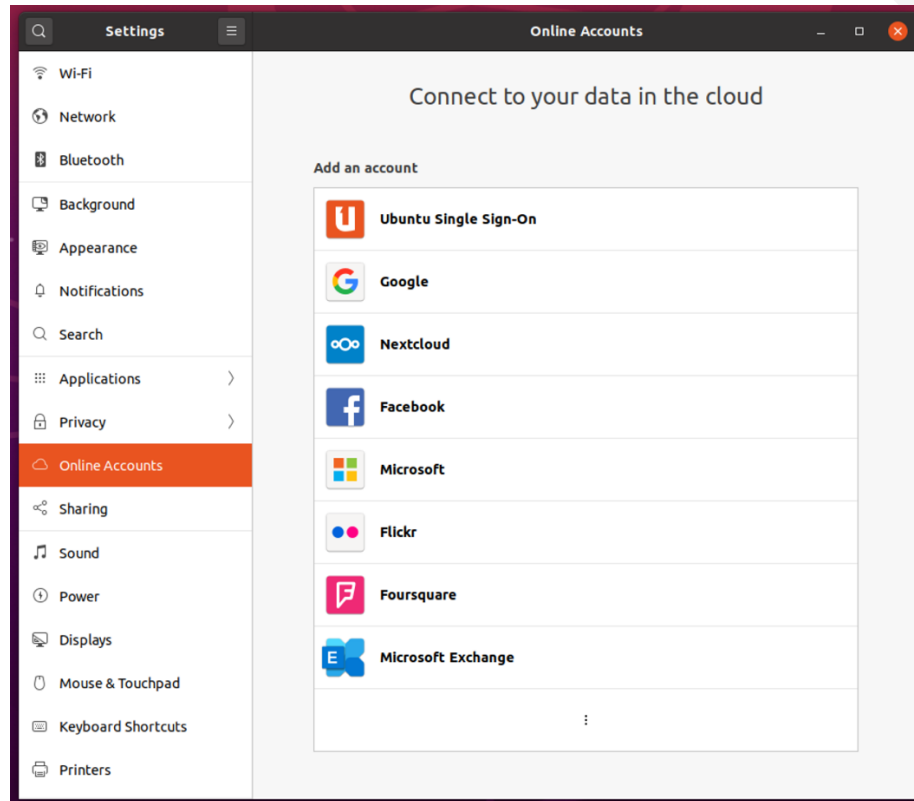 Settings
Online Accounts
Wi-Fi
Network
Bluetooth
Background
Appearance
Notifications
Search
Applications
Privacy
Online Accounts
Sharing
Sound
Power
Displays
Mouse & Touchpad
Keyboard Shortcuts
Printers
Connect to your data in the cloud
Add an account
Ubuntu Single Sign-On
Google
Nextcloud
Facebook
Microsoft
Flickr
Foursquare
Microsoft Exchange